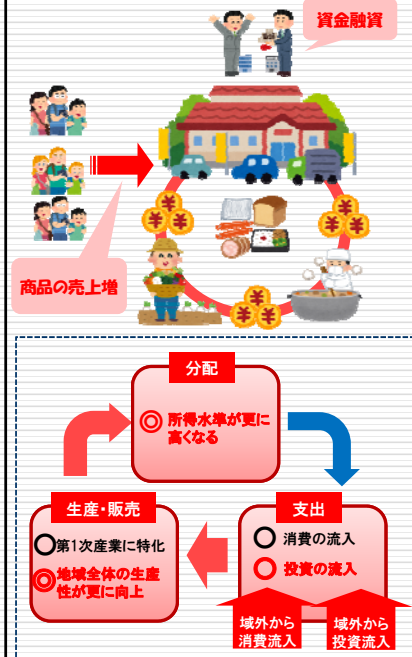 資金融資
¥
¥
¥
¥
¥
¥
¥
¥
¥
商品の売上増
分配
◎ 所得水準が更に
高くなる
生産・販売
○第1次産業に特化
◎地域全体の生産
性が更に向上
支出
○ 消費の流入
○ 投資の流入
域外から
消費流入
域外から
投資流入